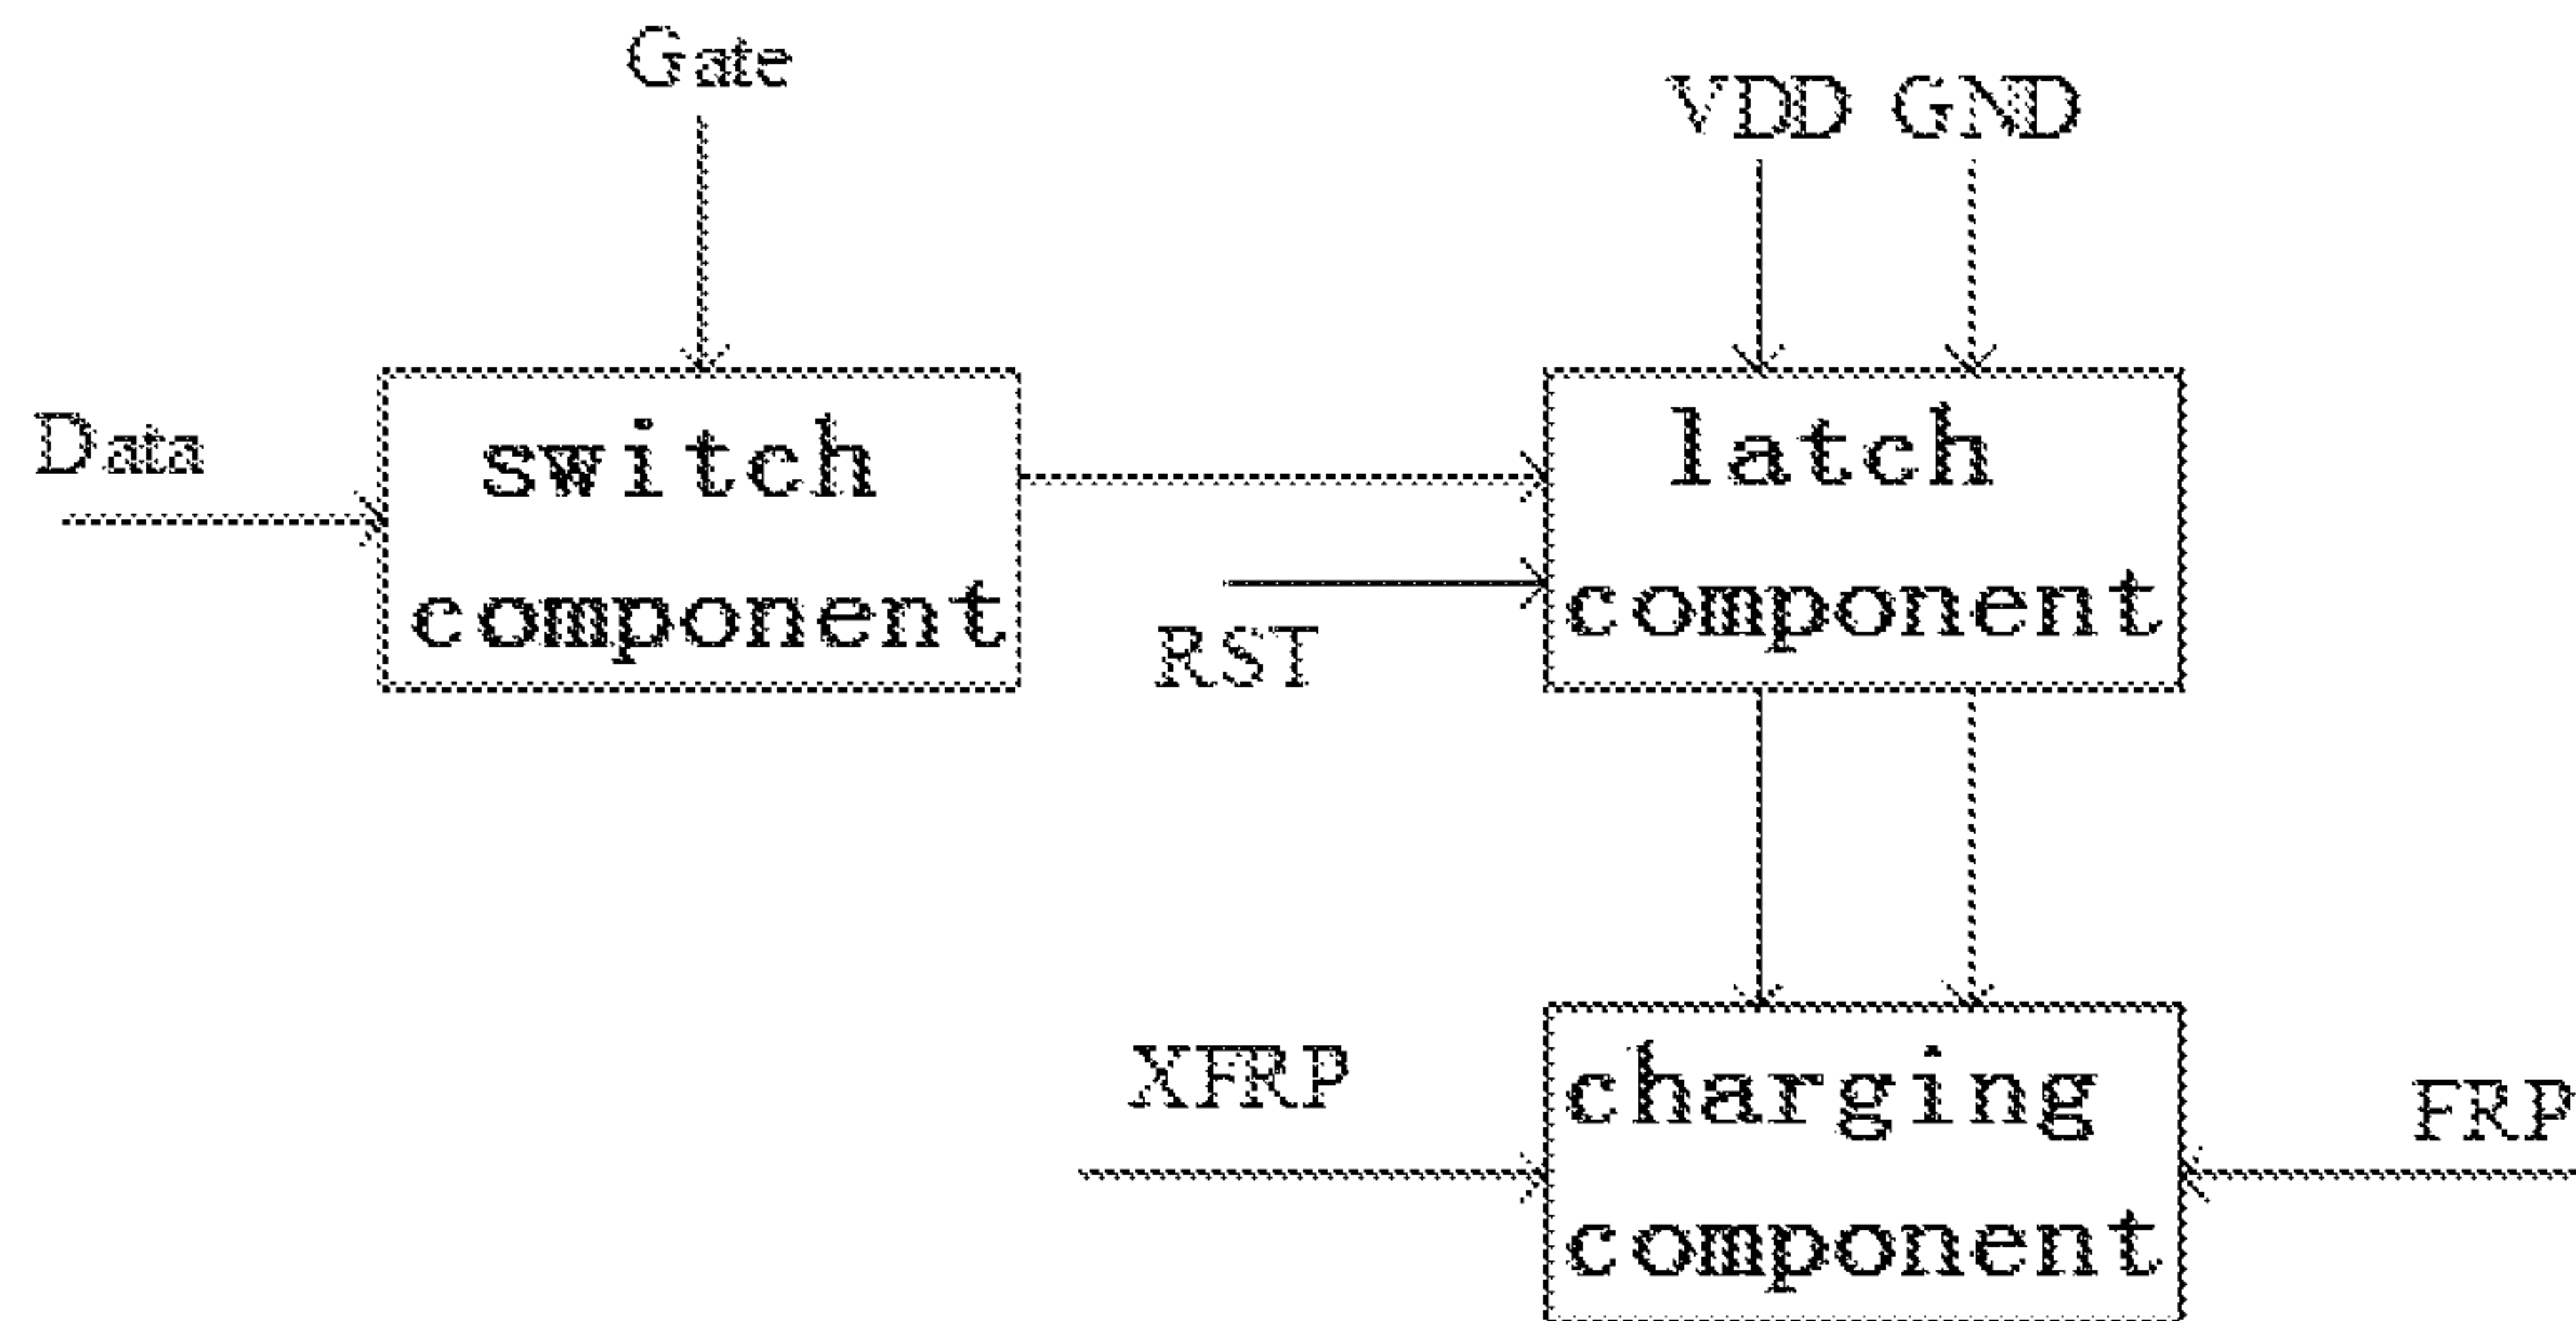 Gate
VDD GND
Data
switch
component
latch
component
RST
XFRP
charging
component
FRP